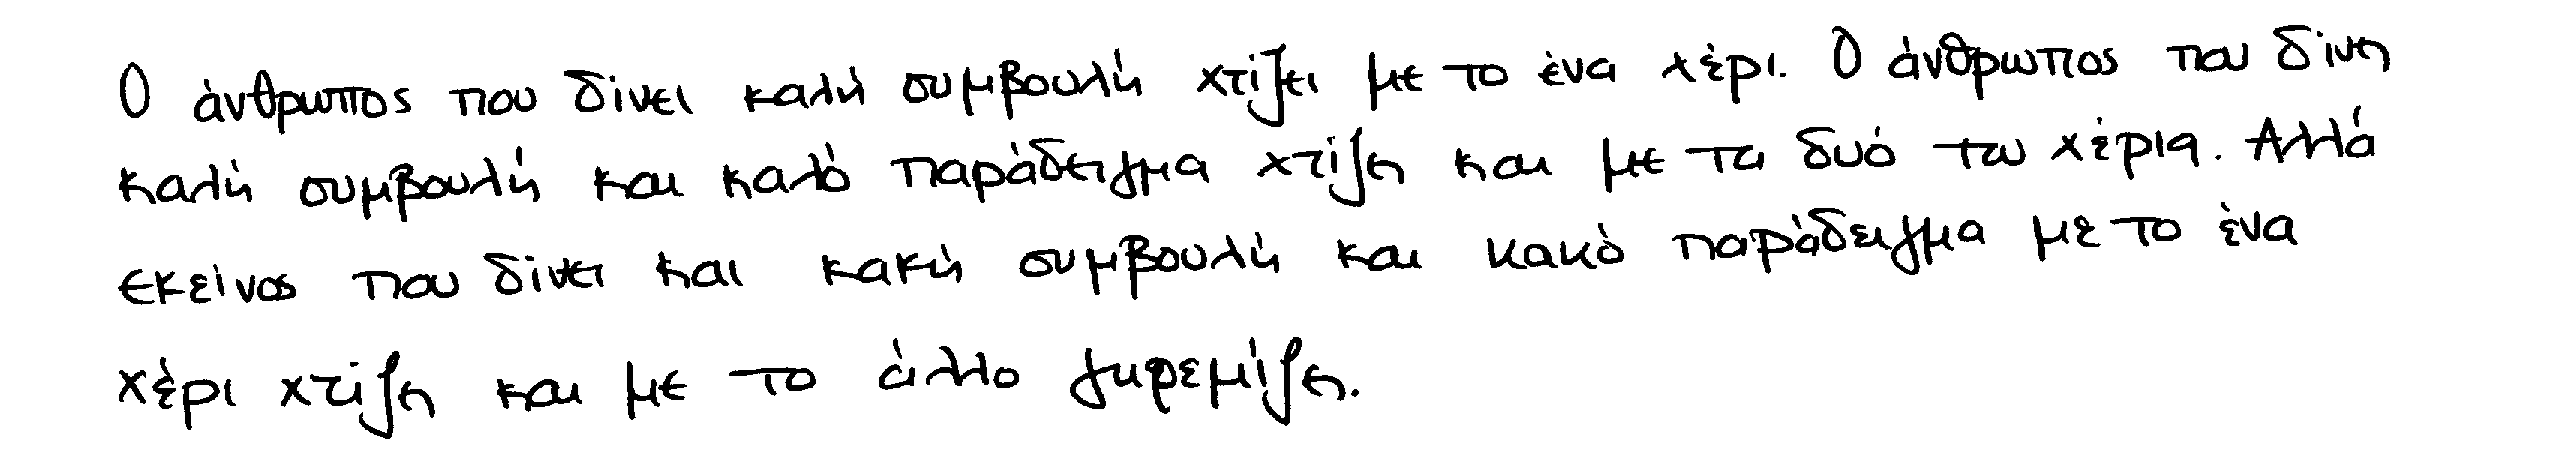 Ο άνθρωπος που δίνει καλή συμβουλή χτίζει με το ένα χέρι. Ο άνθρωπος που δίνει
καλή συμβουλή και καλό παράδειγμα χτίζει και με τα δυό του χέρια. Αλλά
εκείνος που δίνει και κακή συμβουλή και κακό παράδειγμα με το ένα
χέρι χτίζει και με το άλλο γκρεμίζει.